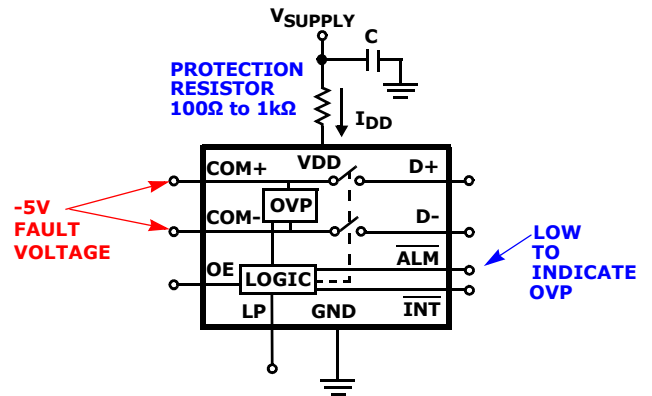 VSUPPLY
C
PROTECTION
RESISTOR
100Ω to 1kΩ
IDD
COM+
VDD
D+
OVP
COM-
D-
-5V
FAULT
VOLTAGE
ALM
LOW
TO
INDICATE
OVP
OE
LOGIC
LP
GND
INT